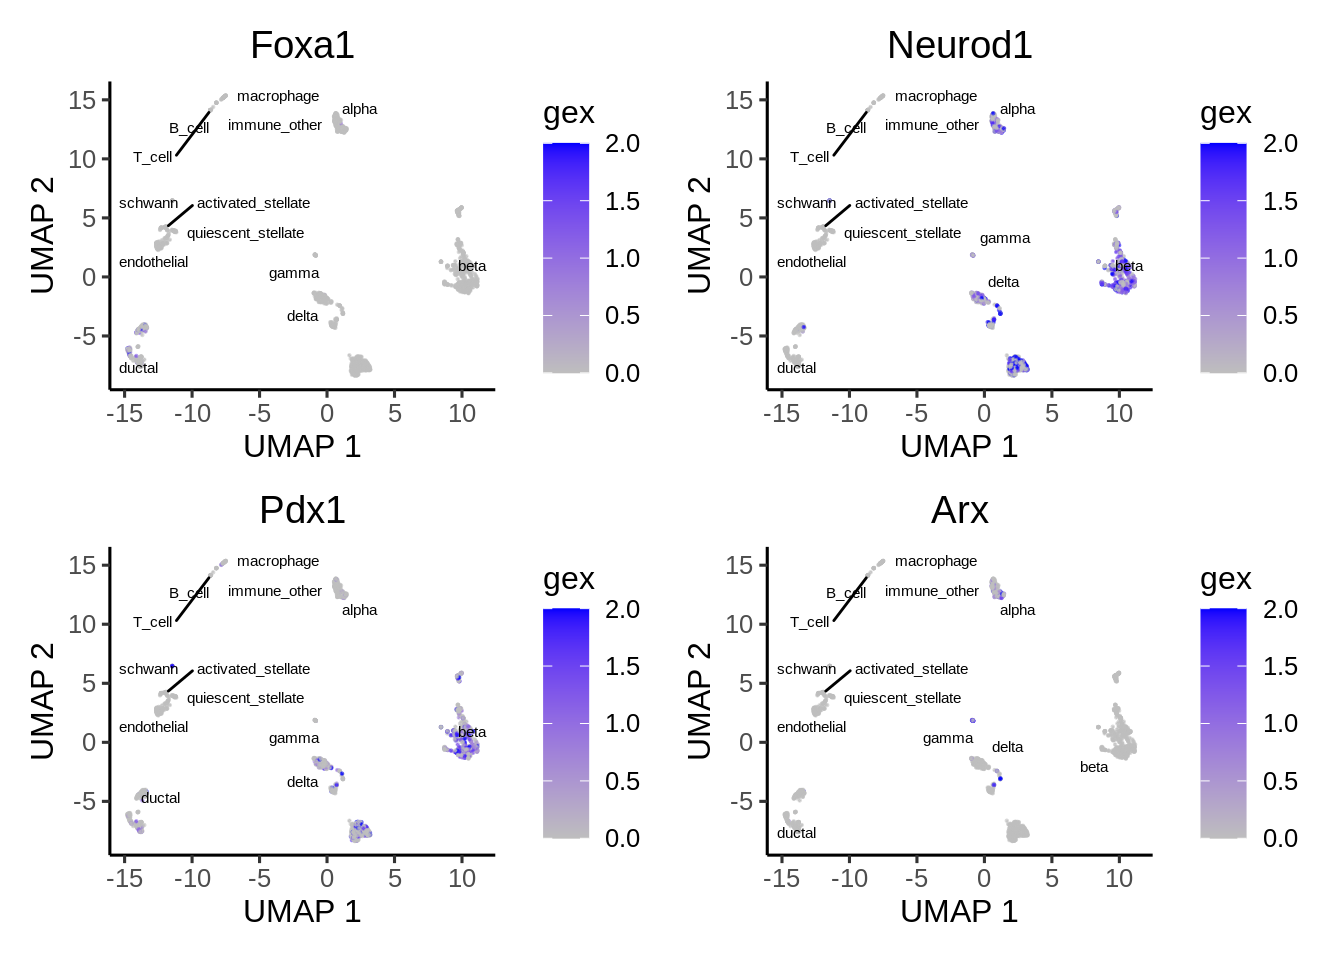 Foxa1
gex
2.0
1.5
1.0
0.5
0.0
15
10
5
0
-5
UMAP 2
macrophage
alpha
B_cell
immune_other
T_cell
schwann
activated_stellate
quiescent_stellate
endothelial
beta
gamma
delta
ductal
-15 -10 -5 0 5 10
UMAP 1
Neurod1
gex
2.0
1.5
1.0
0.5
0.0
15
10
5
0
-5
UMAP 2
macrophage
alpha
B_cell
immune_other
T_cell
schwann
activated_stellate
quiescent_stellate
gamma
endothelial
beta
delta
ductal
-15 -10 -5 0 5 10
UMAP 1
Pdx1
gex
2.0
1.5
1.0
0.5
0.0
15
10
5
0
-5
UMAP 2
macrophage
B_cell
immune_other
alpha
T_cell
schwann
activated_stellate
quiescent_stellate
endothelial
beta
gamma
delta
ductal
-15 -10 -5 0 5 10
UMAP 1
Arx
gex
2.0
1.5
1.0
0.5
0.0
15
10
5
0
-5
UMAP 2
macrophage
B_cell
immune_other
alpha
T_cell
schwann
activated_stellate
quiescent_stellate
endothelial
gamma
delta
beta
ductal
-15 -10 -5 0 5 10
UMAP 1